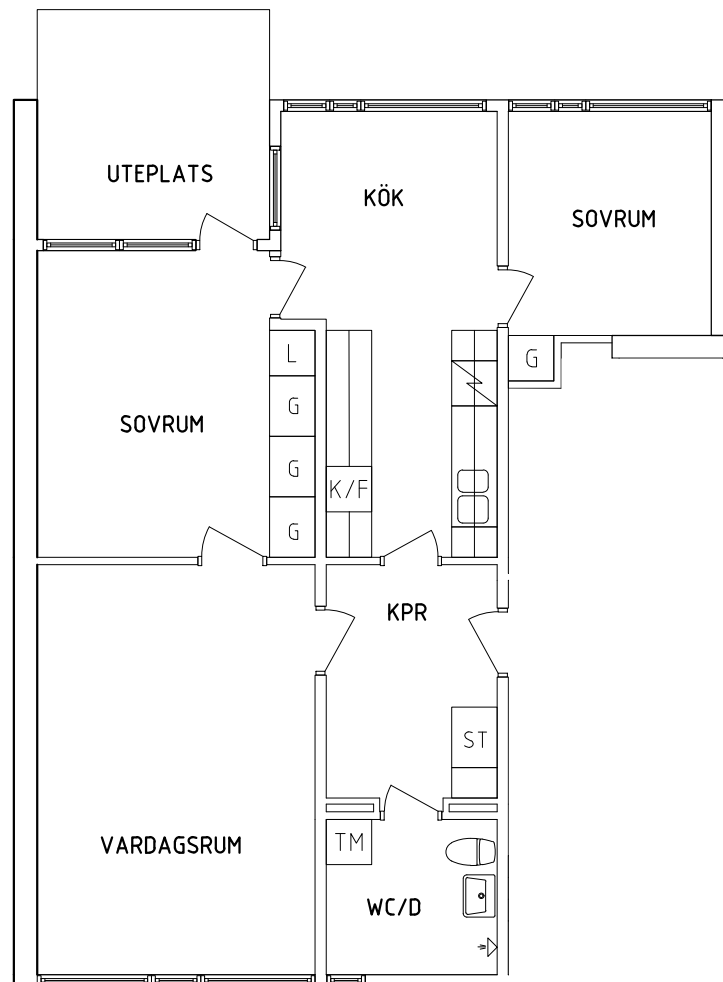 UTEPLATS
KÖK
SOVRUM
L
G
G
SOVRUM
G
K/F
G
KPR
ST
TM
VARDAGSRUM
WC/D